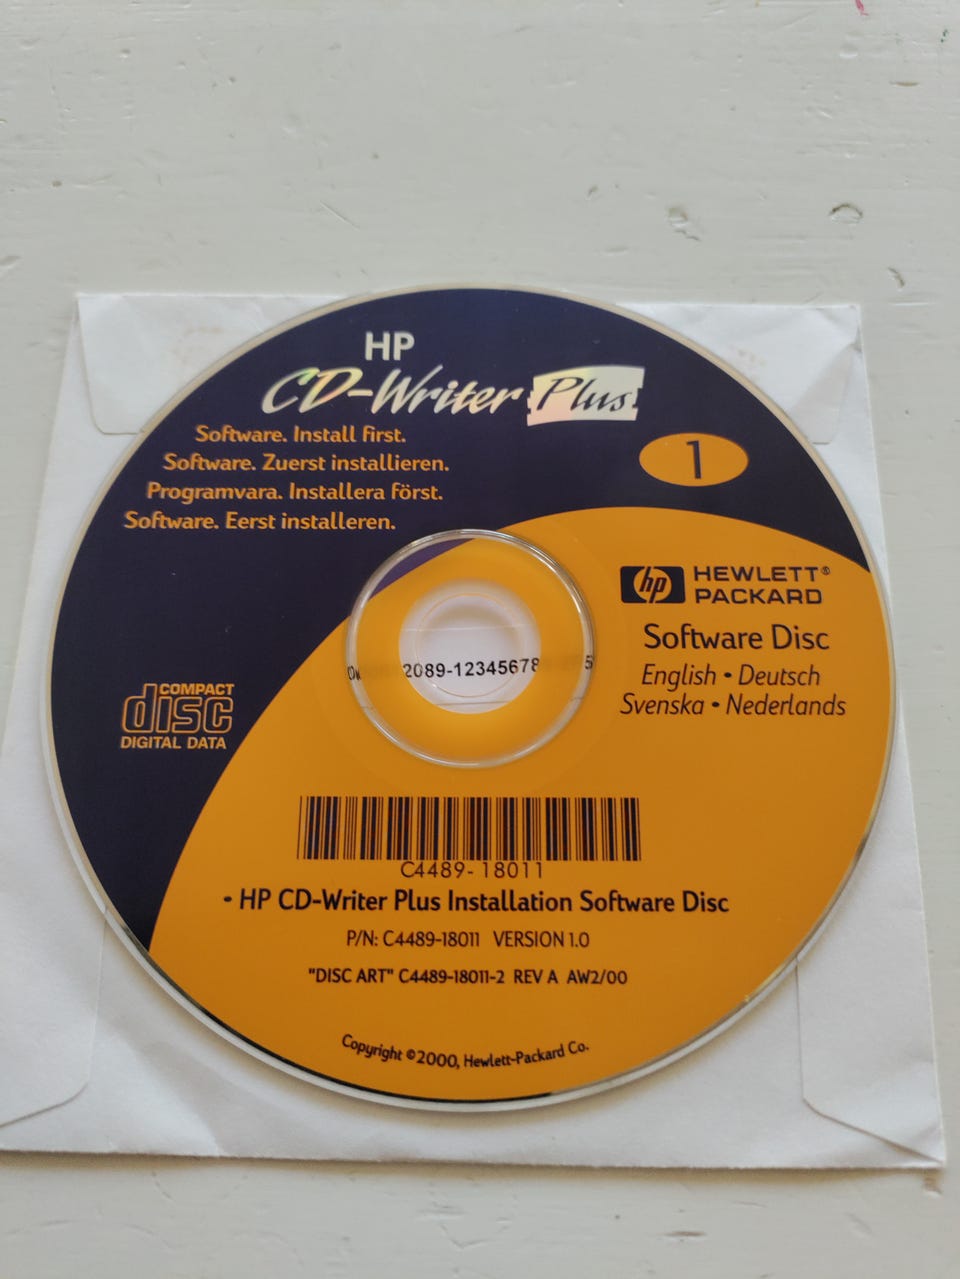 HP
CD-Writer Plus
Software. Install first.
Software. Zuerst installieren.
Programvara. Installera först.
Software. Eerst installeren.
1
hp HEWLETT®
PACKARD
Software Disc
English • Deutsch
Svenska • Nederlands
2089-12345678
COMPACT
disc
DIGITAL DATA
C4489-18011
• HP CD-Writer Plus Installation Software Disc
P/N: C4489-18011 VERSION 1.0
"DISC ART" C4489-18011-2 REV A AW2/00
Copyright ©2000, Hewlett-Packard Co.